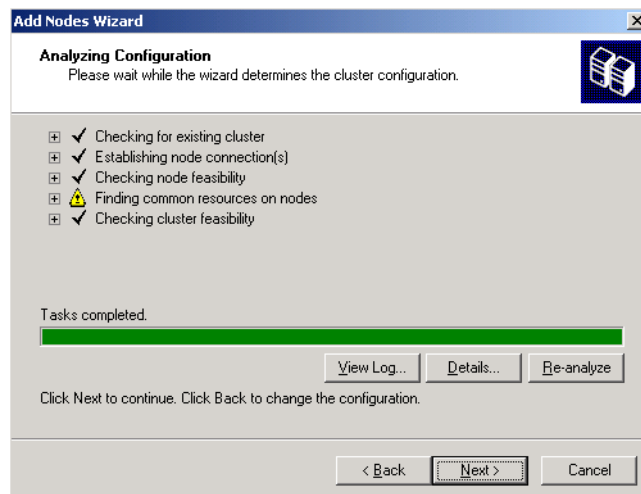 Add Nodes Wizard
Analyzing Configuration
Please wait while the wizard determines the cluster configuration.
Checking for existing cluster
Establishing node connection(s)
Checking node feasibility
Finding common resources on nodes
Checking cluster feasibility
Tasks completed.
View Log... Details... Re-analyze
Click Next to continue. Click Back to change the configuration.
< Back Next > Cancel